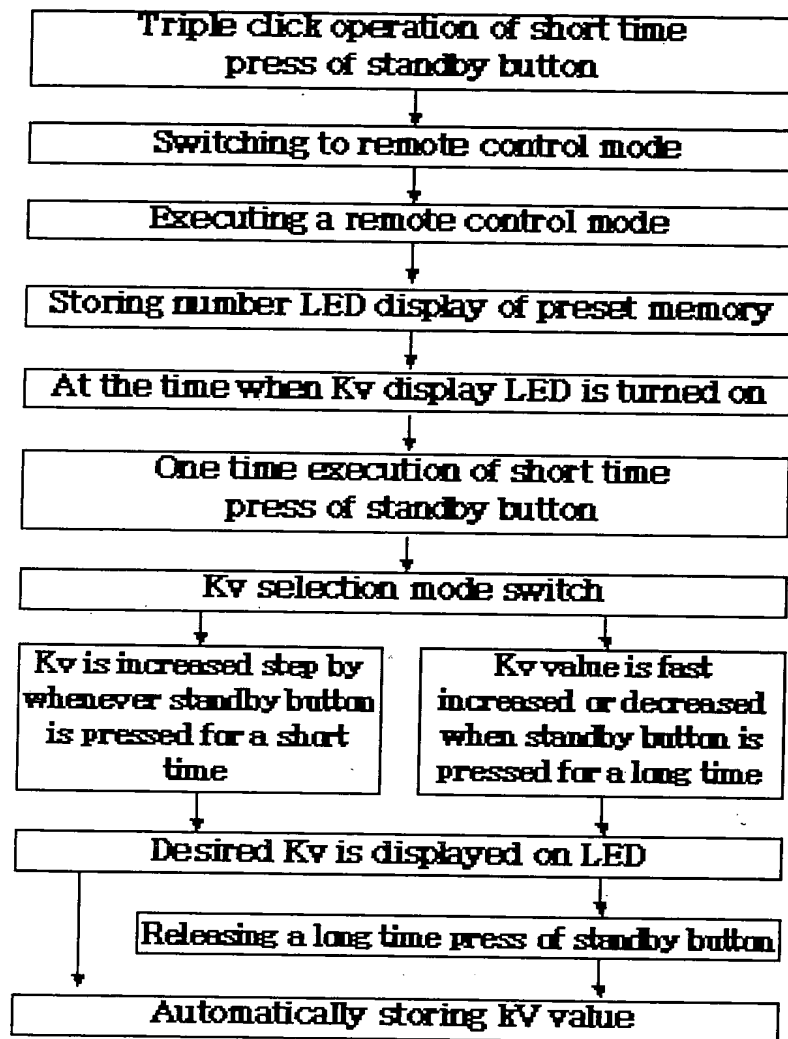 Triple click operation of short time
press of standby button
Switching to remote control mode
Executing a remote control mode
Storing number LED display of preset memory
At the time when Kv display LED is turned on
One time execution of short time
press of standby button
Kv selection mode switch
Kv is increased step by
whenever standby button
is pressed for a short
time
Kv value is fast
increased or decreased
when standby button is
pressed for a long time
Desired Kv is displayed on LED
Releasing a long time press of standby button
Automatically storing kV value